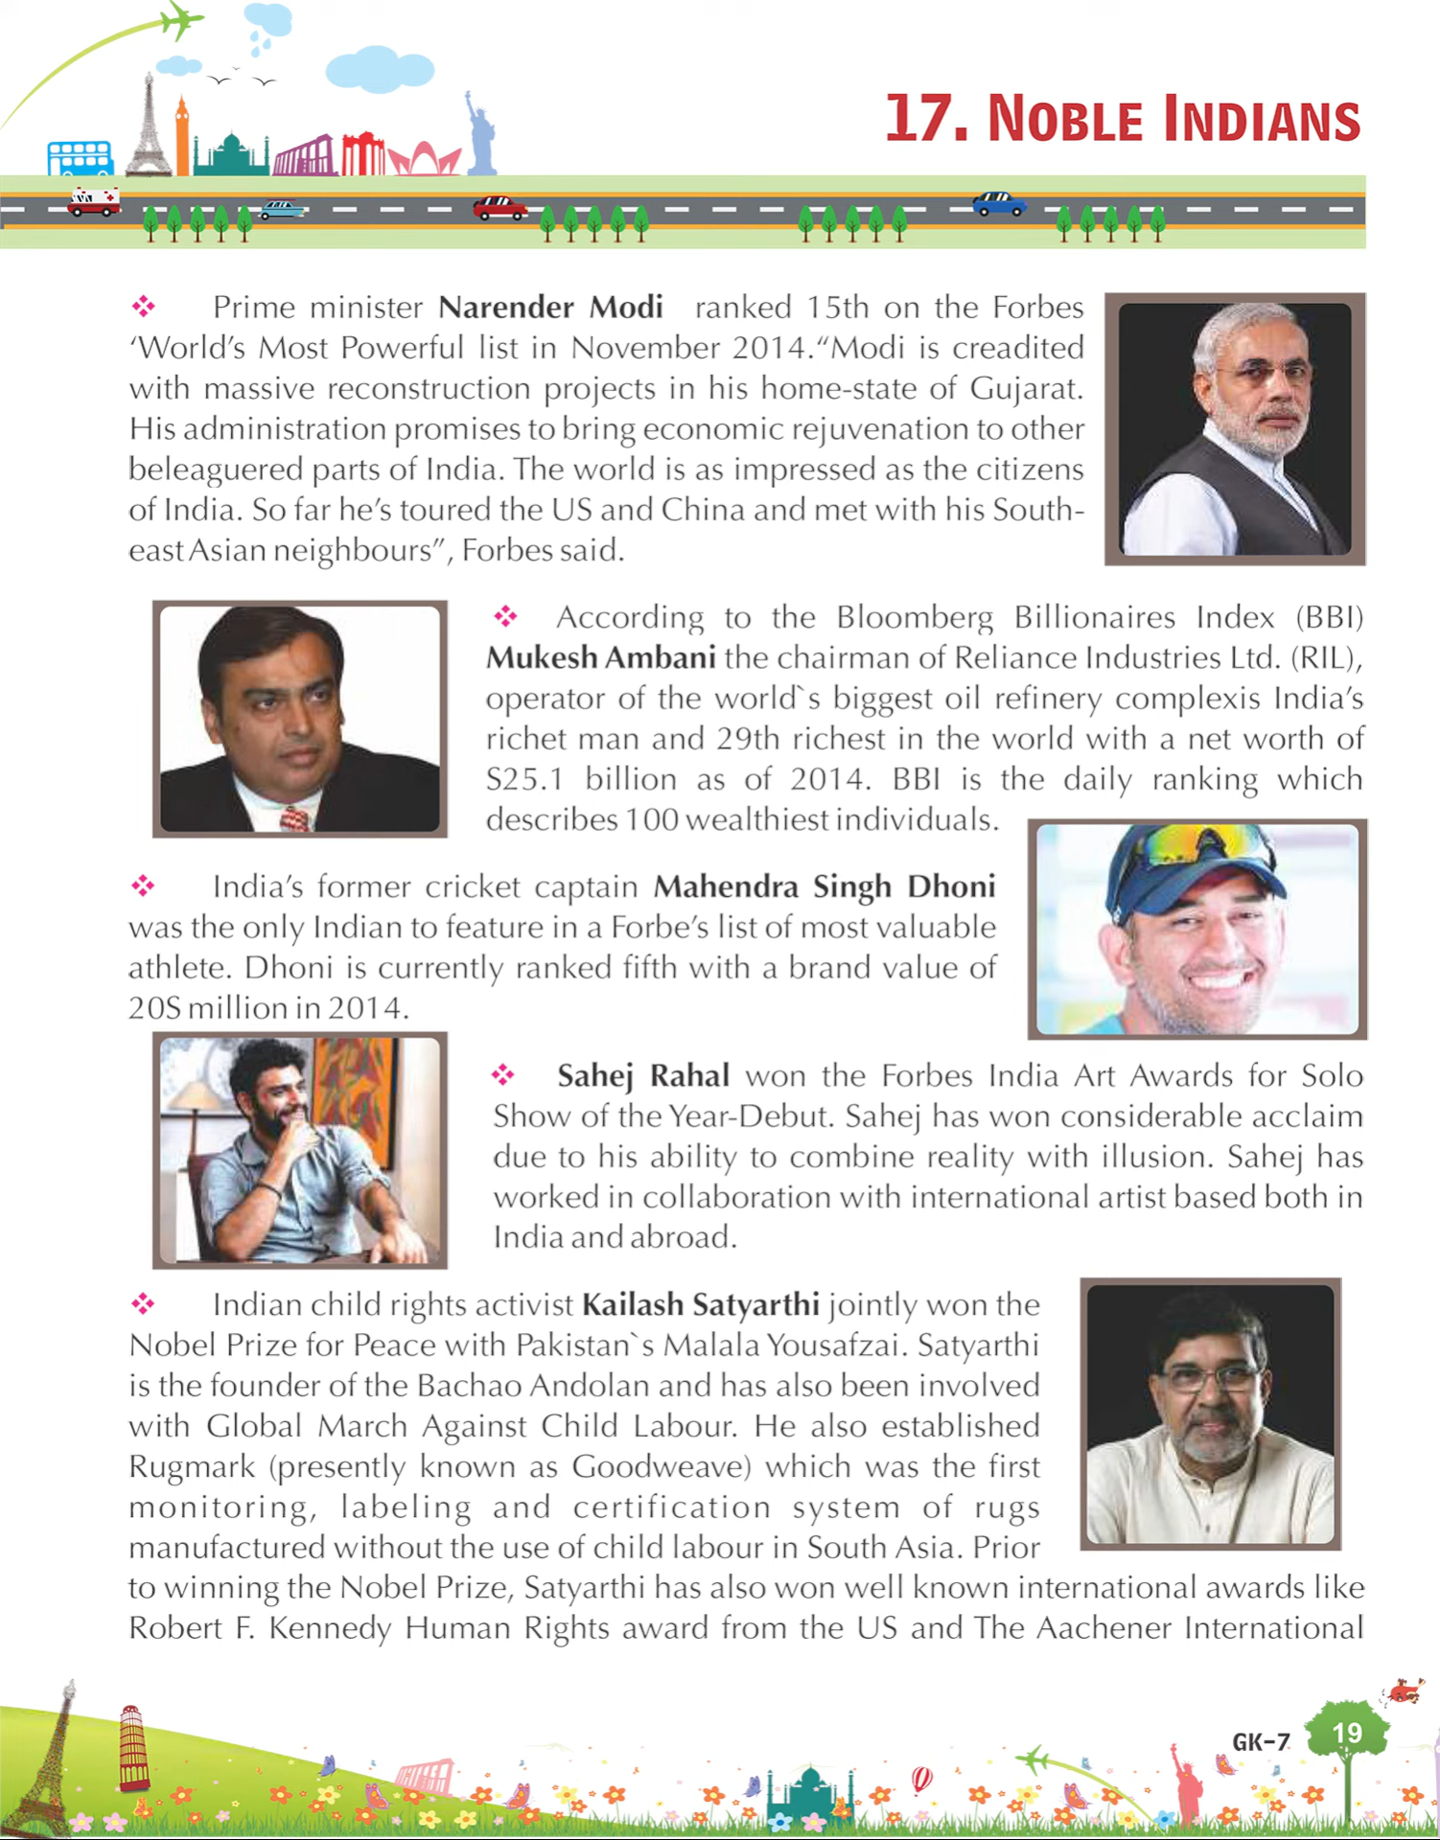 17. NOBLE INDIANS
❖ Prime minister Narender Modi ranked 15th on the Forbes
‘World’s Most Powerful list in November 2014.“Modi is creadited
with massive reconstruction projects in his home-state of Gujarat.
His administration promises to bring economic rejuvenation to other
beleaguered parts of India. The world is as impressed as the citizens
of India. So far he’s toured the US and China and met with his South-
east Asian neighbours”, Forbes said.
❖ According to the Bloomberg Billionaires Index (BBI)
Mukesh Ambani the chairman of Reliance Industries Ltd. (RIL),
operator of the world`s biggest oil refinery complexis India’s
richet man and 29th richest in the world with a net worth of
S25.1 billion as of 2014. BBI is the daily ranking which
describes 100 wealthiest individuals.
❖ India’s former cricket captain Mahendra Singh Dhoni
was the only Indian to feature in a Forbe’s list of most valuable
athlete. Dhoni is currently ranked fifth with a brand value of
20S million in 2014.
❖ Sahej Rahal won the Forbes India Art Awards for Solo
Show of the Year-Debut. Sahej has won considerable acclaim
due to his ability to combine reality with illusion. Sahej has
worked in collaboration with international artist based both in
India and abroad.
❖ Indian child rights activist Kailash Satyarthi jointly won the
Nobel Prize for Peace with Pakistan`s Malala Yousafzai. Satyarthi
is the founder of the Bachao Andolan and has also been involved
with Global March Against Child Labour. He also established
Rugmark (presently known as Goodweave) which was the first
monitoring, labeling and certification system of rugs
manufactured without the use of child labour in South Asia. Prior
to winning the Nobel Prize, Satyarthi has also won well known international awards like
Robert F. Kennedy Human Rights award from the US and The Aachener International
GK-7 19